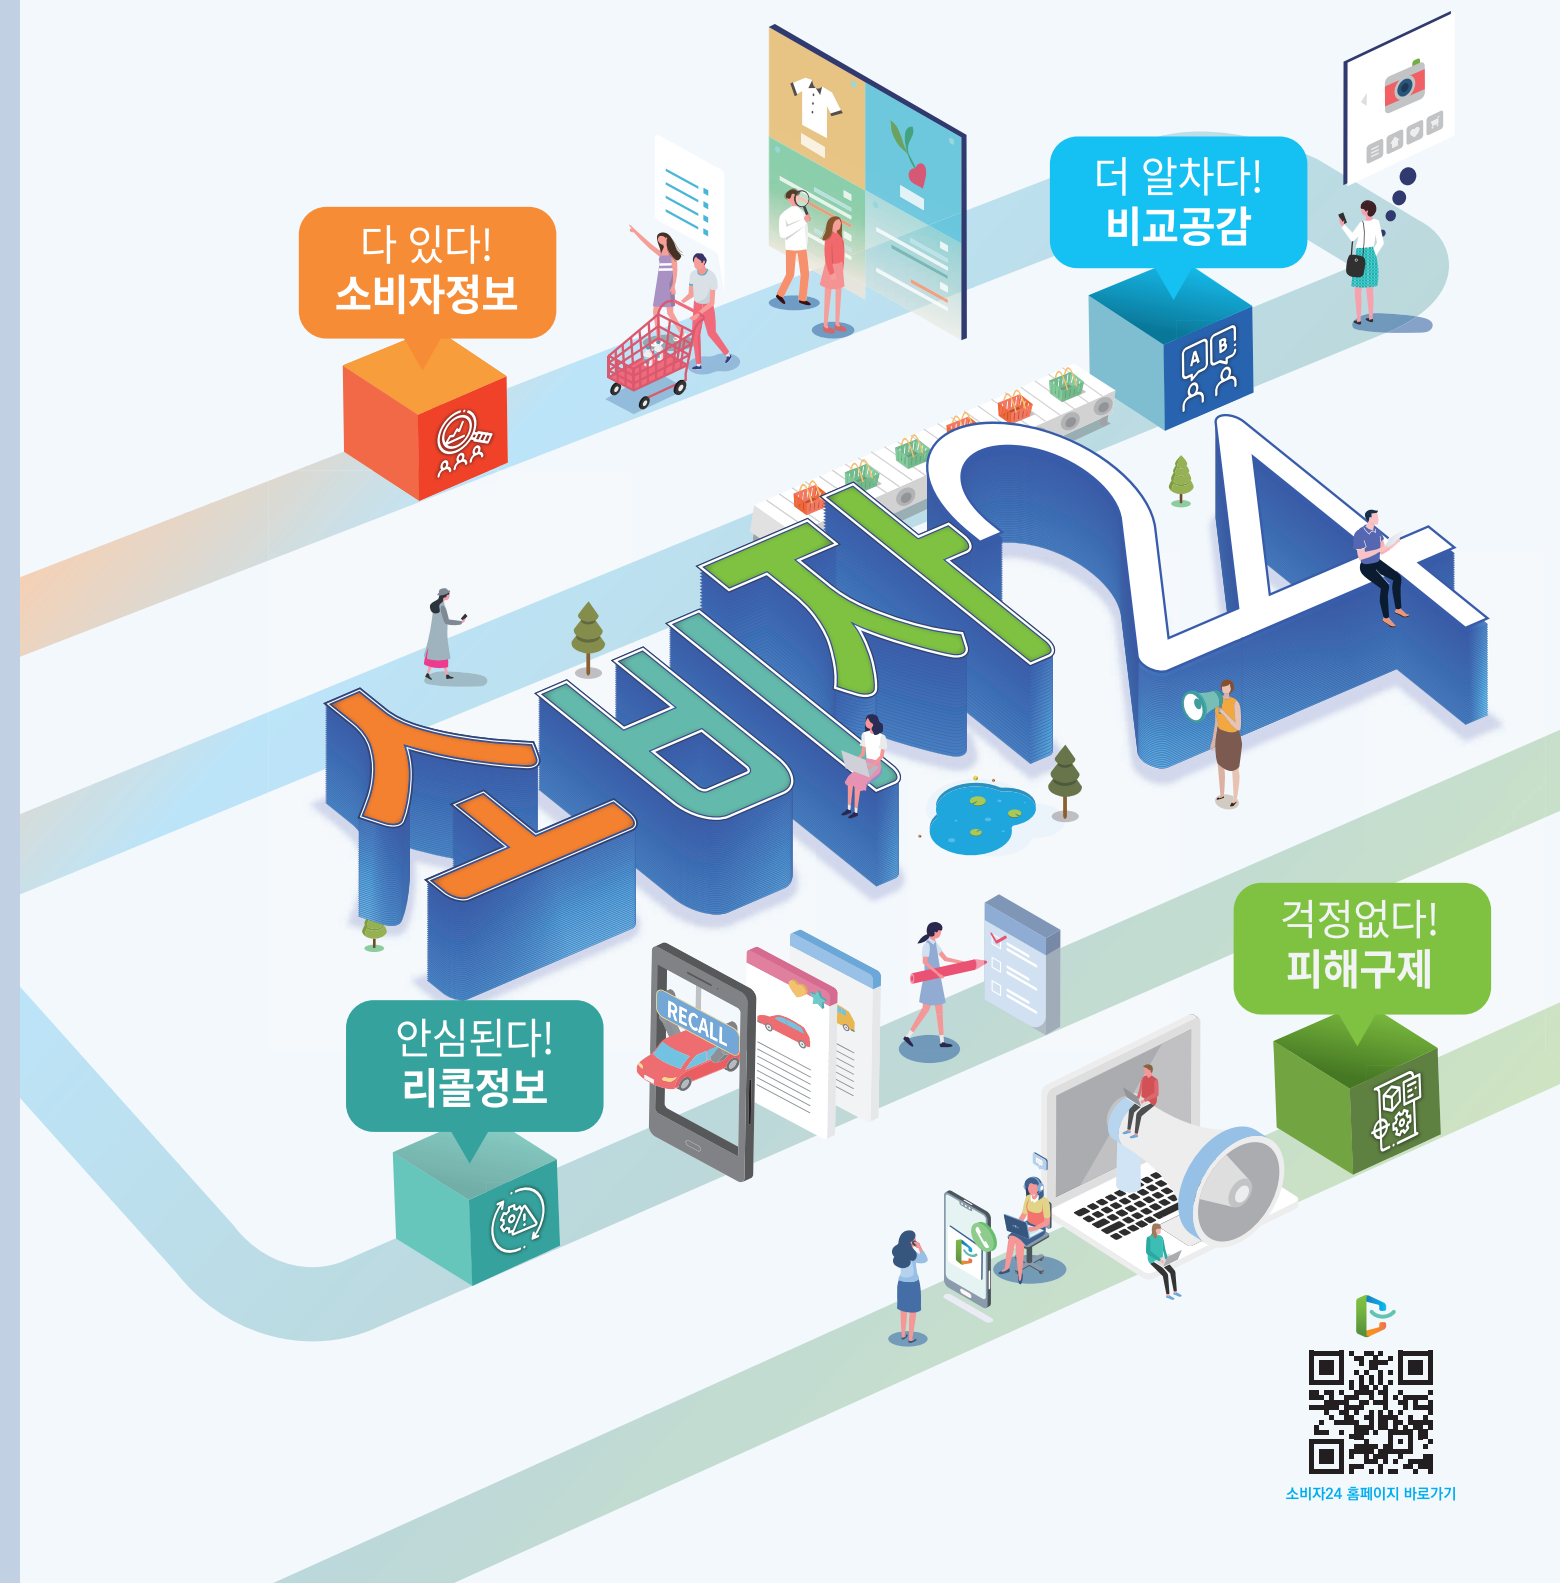 다 있다!
소비자정보
더 알차다!
비교공감
A
B
소비자24
안심된다!
리콜정보
RECALL
걱정없다!
피해구제
소비자24 홈페이지 바로가기